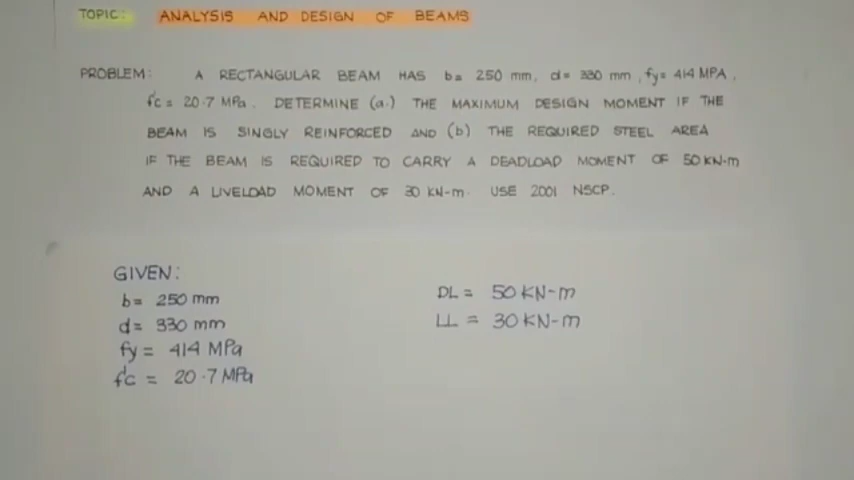 TOPIC: ANALYSIS AND DESIGN OF BEAMS
PROBLEM: A RECTANGULAR BEAM HAS b= 250 mm, d= 330 mm, fy= 414 MPA,
f'c = 20.7 MPa. DETERMINE (a.) THE MAXIMUM DESIGN MOMENT IF THE
BEAM IS SINGLY REINFORCED AND (b) THE REQUIRED STEEL AREA
IF THE BEAM IS REQUIRED TO CARRY A DEADLOAD MOMENT OF 50 KN-m
AND A LIVELOAD MOMENT OF 30 KN-m. USE 2001 NSCP.
GIVEN:
b= 250 mm
d= 330 mm
fy = 414 MPa
f'c = 20.7 MPa
DL = 50 KN-m
LL = 30 KN-m